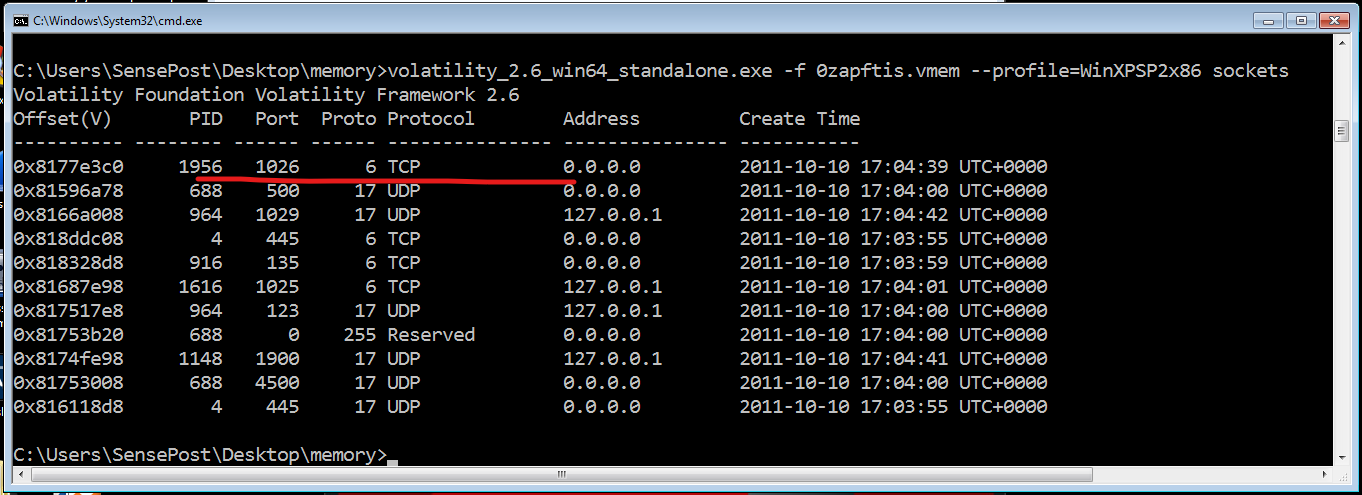 C:\Windows\System32\cmd.exe
C:\Users\SensePost\Desktop\memory>volatility_2.6_win64_standalone.exe -f 0zapftis.vmem --profile=WinXPSP2x86 sockets
Volatility Foundation Volatility Framework 2.6
Offset(V) PID Port Proto Protocol Address Create Time
---------- -------- ------ ------ --------------- --------------- -----------
0x8177e3c0 1956 1026 6 TCP 0.0.0.0 2011-10-10 17:04:39 UTC+0000
0x81596a78 688 500 17 UDP 0.0.0.0 2011-10-10 17:04:00 UTC+0000
0x8166a008 964 1029 17 UDP 127.0.0.1 2011-10-10 17:04:42 UTC+0000
0x818ddc08 4 445 6 TCP 0.0.0.0 2011-10-10 17:03:55 UTC+0000
0x818328d8 916 135 6 TCP 0.0.0.0 2011-10-10 17:03:59 UTC+0000
0x81687e98 1616 1025 6 TCP 127.0.0.1 2011-10-10 17:04:01 UTC+0000
0x817517e8 964 123 17 UDP 127.0.0.1 2011-10-10 17:04:00 UTC+0000
0x81753b20 688 0 255 Reserved 0.0.0.0 2011-10-10 17:04:00 UTC+0000
0x8174fe98 1148 1900 17 UDP 127.0.0.1 2011-10-10 17:04:41 UTC+0000
0x81753008 688 4500 17 UDP 0.0.0.0 2011-10-10 17:04:00 UTC+0000
0x816118d8 4 445 17 UDP 0.0.0.0 2011-10-10 17:03:55 UTC+0000
C:\Users\SensePost\Desktop\memory>